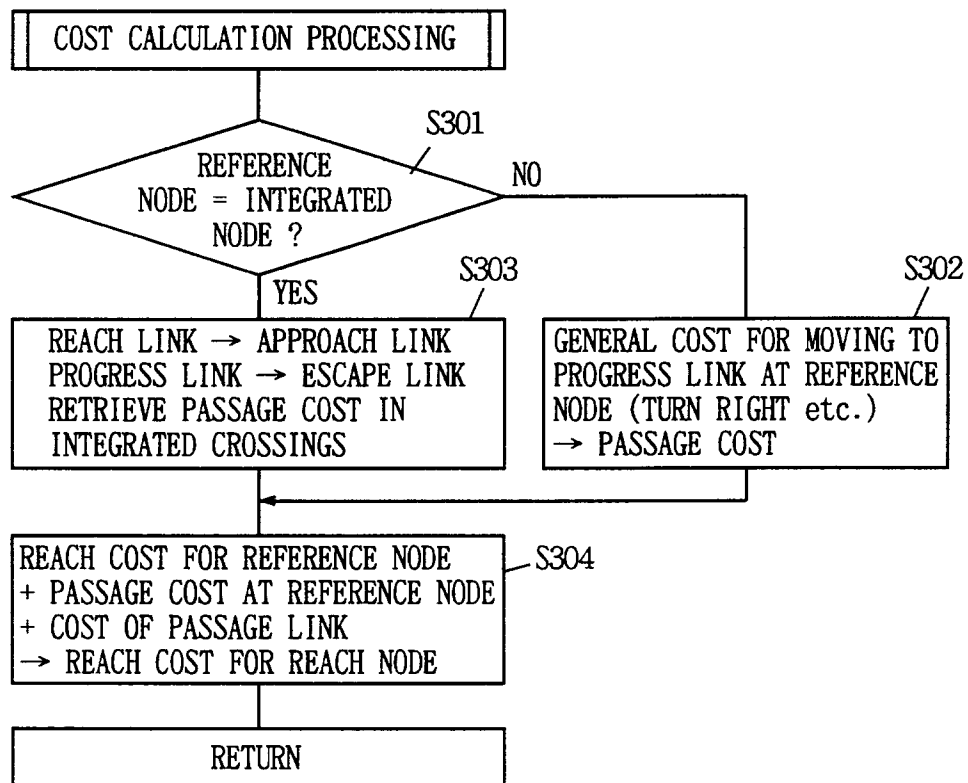 COST CALCULATION PROCESSING
S301
REFERENCE
NODE = INTEGRATED
NODE ?
NO
YES
S303
REACH LINK → APPROACH LINK
PROGRESS LINK → ESCAPE LINK
RETRIEVE PASSAGE COST IN
INTEGRATED CROSSINGS
S302
GENERAL COST FOR MOVING TO
PROGRESS LINK AT REFERENCE
NODE (TURN RIGHT etc.)
→ PASSAGE COST
REACH COST FOR REFERENCE NODE
+ PASSAGE COST AT REFERENCE NODE
+ COST OF PASSAGE LINK
→ REACH COST FOR REACH NODE
S304
RETURN